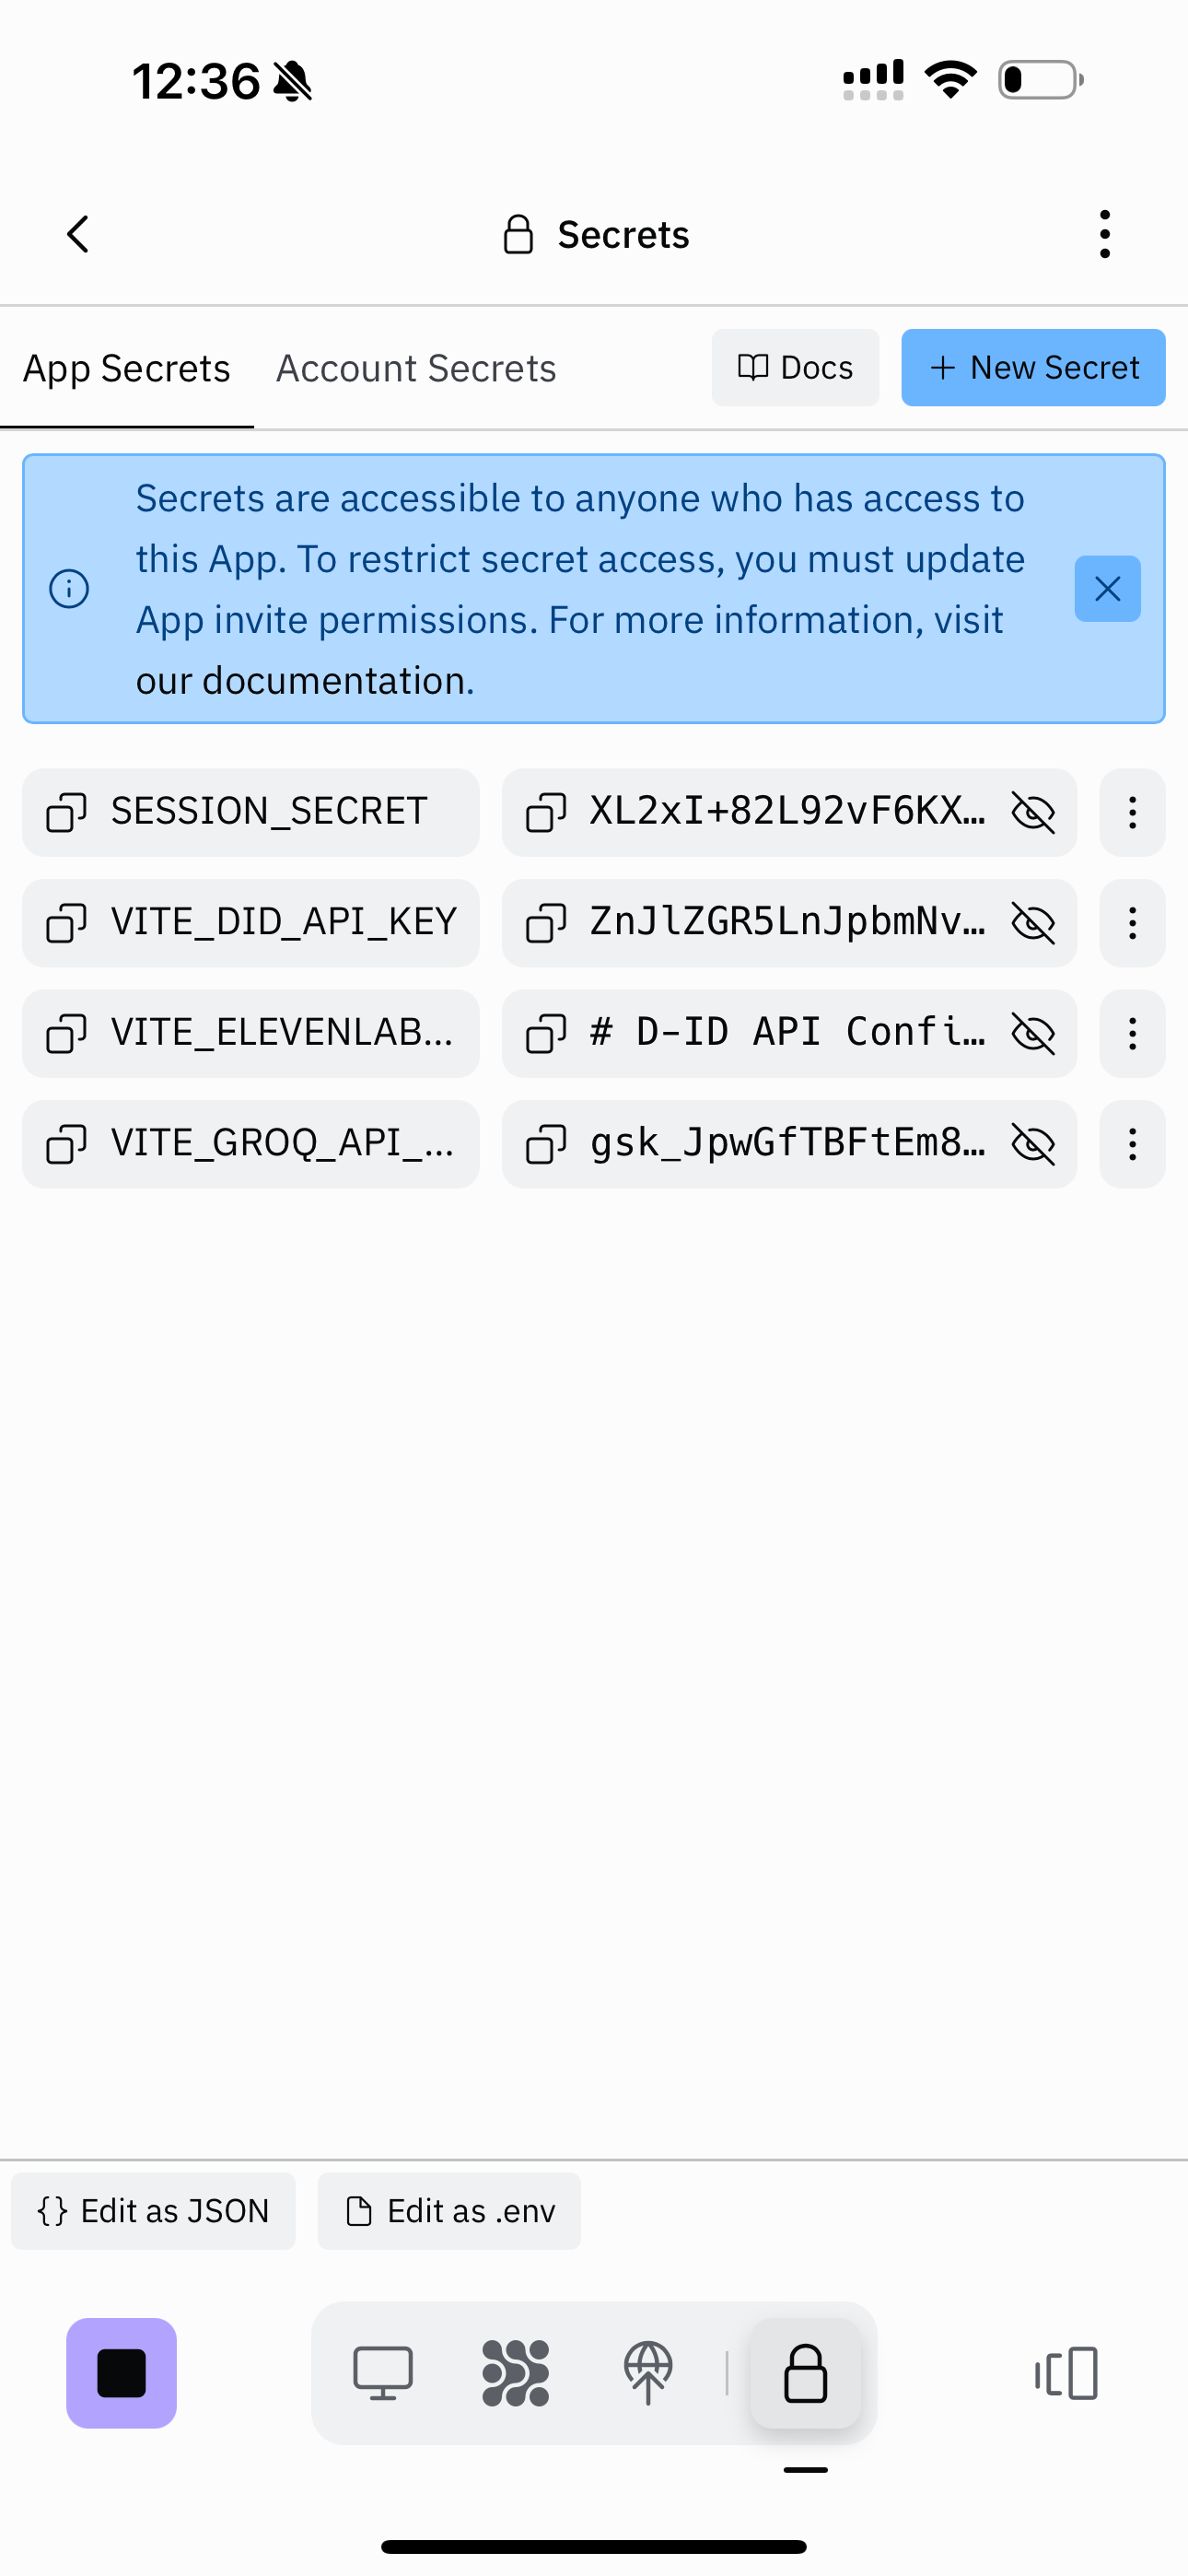 12:36
Secrets
App Secrets Account Secrets Docs + New Secret
Secrets are accessible to anyone who has access to
this App. To restrict secret access, you must update
App invite permissions. For more information, visit
our documentation.
SESSION_SECRET XL2xI+82L92vF6KX…
VITE_DID_API_KEY ZnJlZGR5LnJpbmNv…
VITE_ELEVENLAB... # D-ID API Confi…
VITE_GROQ_API_... gsk_JpwGfTBFtEm8…
{} Edit as JSON Edit as .env